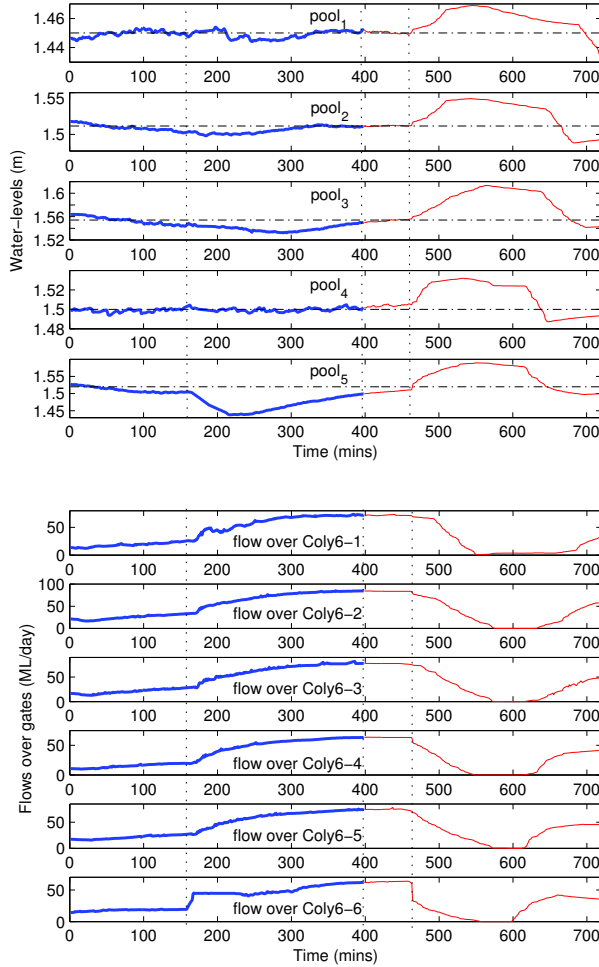 1.46
1.44
pool1
0 100 200 300 400 500 600 700
1.55
1.5
pool2
0 100 200 300 400 500 600 700
1.6
1.56
1.52
pool3
0 100 200 300 400 500 600 700
1.52
1.5
1.48
pool4
0 100 200 300 400 500 600 700
1.55
1.5
1.45
pool5
0 100 200 300 400 500 600 700
Time (mins)
Water-levels (m)
50
0
flow over Coly6-1
0 100 200 300 400 500 600 700
100
50
0
flow over Coly6-2
0 100 200 300 400 500 600 700
50
0
flow over Coly6-3
0 100 200 300 400 500 600 700
50
0
flow over Coly6-4
0 100 200 300 400 500 600 700
50
0
flow over Coly6-5
0 100 200 300 400 500 600 700
50
0
flow over Coly6-6
0 100 200 300 400 500 600 700
Time (mins)
Flows over gates (ML/day)